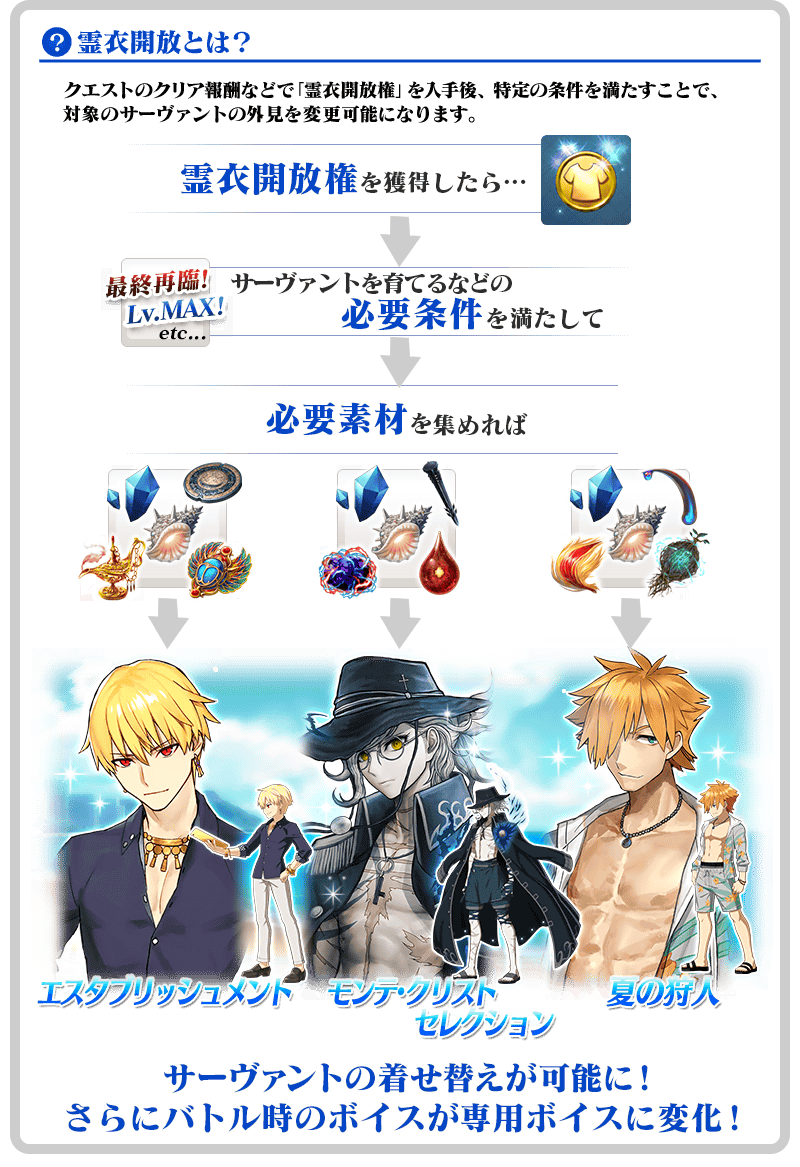 ? 霊衣開放とは?
クエストのクリア報酬などで「霊衣開放権」を入手後、特定の条件を満たすことで、
対象のサーヴァントの外見を変更可能になります。
霊衣開放権を獲得したら…
最終再臨!
Lv.MAX!
etc...
サーヴァントを育てるなどの
必要条件を満たして
必要素材を集めれば
エスタブリッシュメント
モンテ・クリスト
セレクション
夏の狩人
サーヴァントの着せ替えが可能に!
さらにバトル時のボイスが専用ボイスに変化!